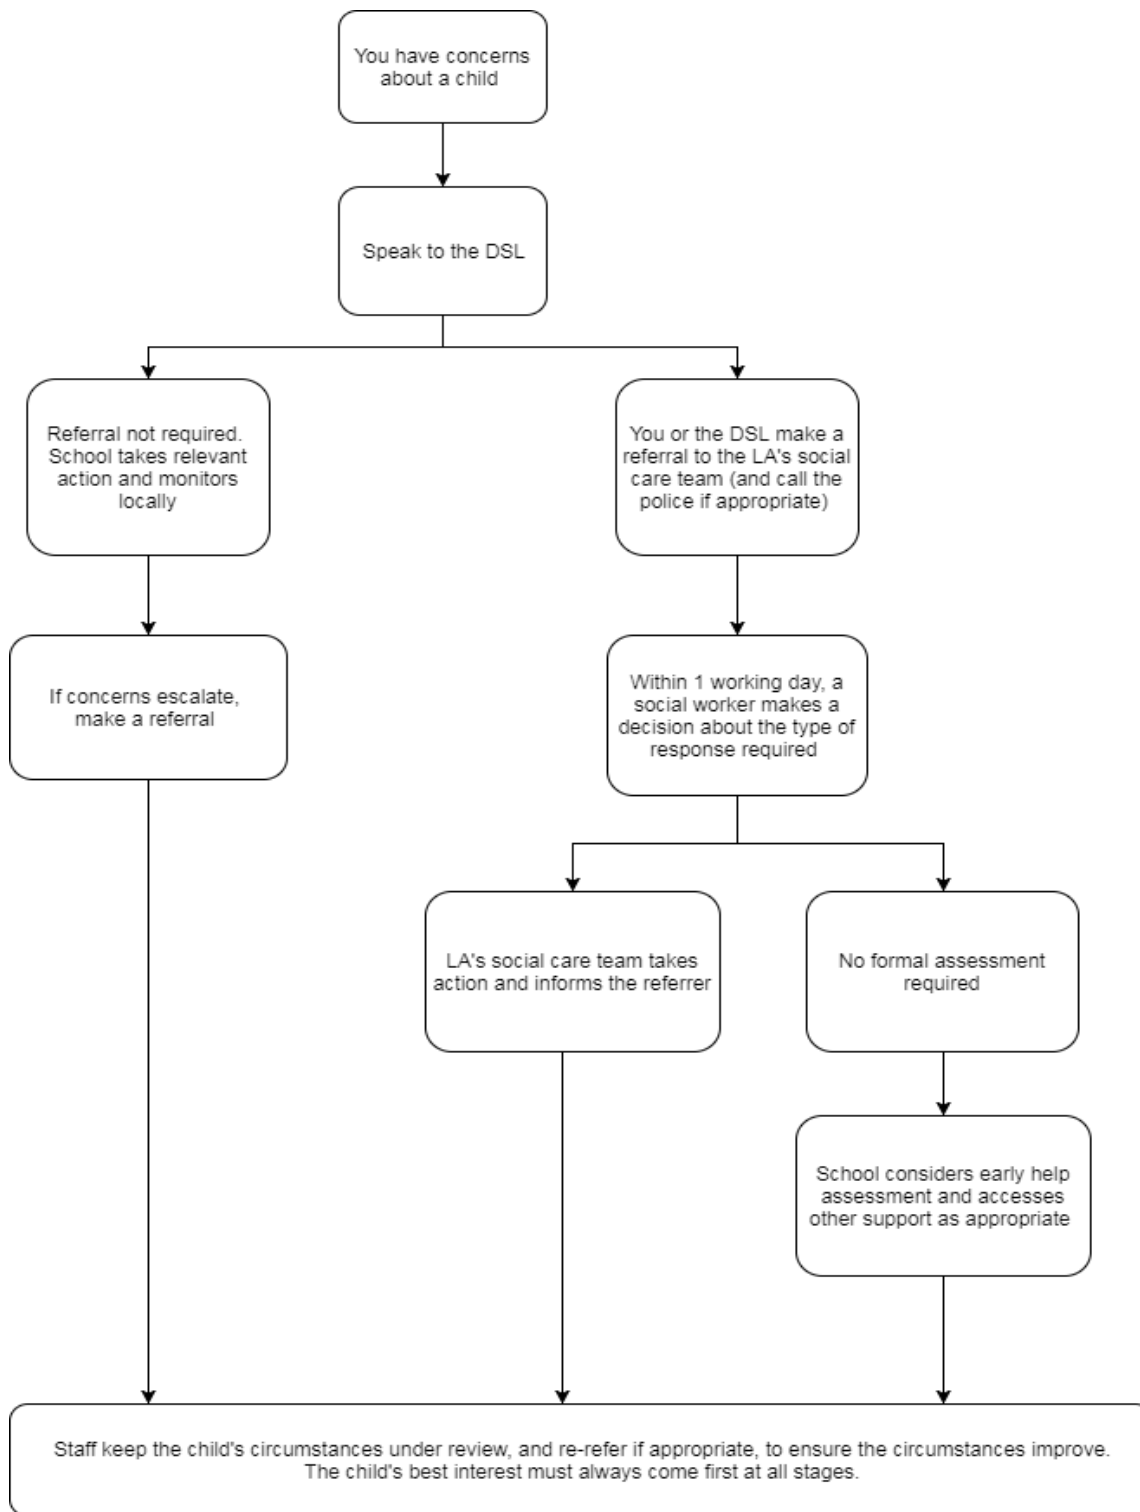 You have concerns
about a child
Speak to the DSL
Referral not required.
School takes relevant
action and monitors
locally
You or the DSL make a
referral to the LA's social
care team (and call the
police if appropriate)
If concerns escalate,
make a referral
Within 1 working day, a
social worker makes a
decision about the type of
response required
LA's social care team takes
action and informs the referrer
No formal assessment
required
School considers early help
assessment and accesses
other support as appropriate
Staff keep the child's circumstances under review, and re-refer if appropriate, to ensure the circumstances improve.
The child's best interest must always come first at all stages.